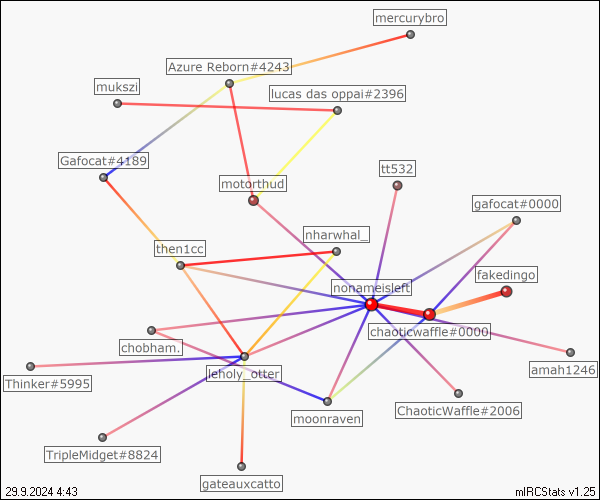 mercurybro
Azure Reborn#4243
mukszi
lucas das oppai#2396
Gafocat#4189
tt532
motorthud
gafocat#0000
nharwhal_
then1cc
fakedingo
nonameisleft
chaoticwaffle#0000
chobham.
amah1246
leholy_otter
Thinker#5995
ChaoticWaffle#2006
moonraven
TripleMidget#8824
gateauxcatto
29.9.2024 4:43
mIRCStats v1.25